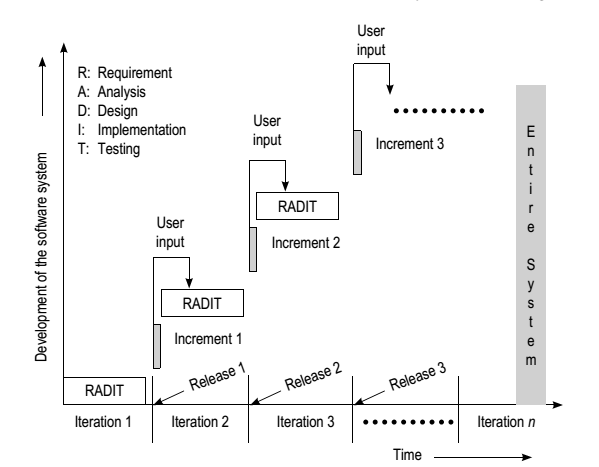 User
input
R: Requirement
A: Analysis
D: Design
I: Implementation
T: Testing
Development of the software system
User
input
Increment 3
RADIT
User
input
Increment 2
RADIT
Increment 1
RADIT
Release 1
Release 2
Release 3
Iteration 1
Iteration 2
Iteration 3
Iteration n
Time
Entire System